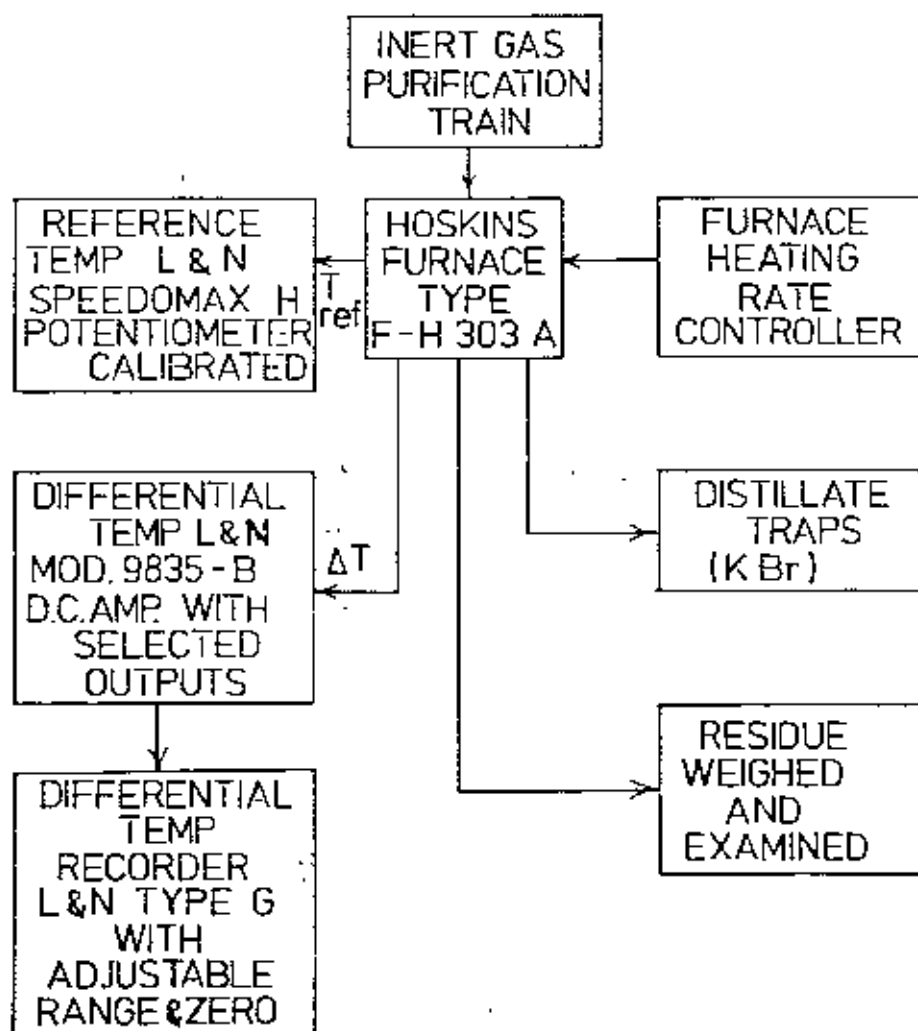 INERT GAS
PURIFICATION
TRAIN
REFERENCE
TEMP L & N
SPEEDOMAX H
POTENTIOMETER
CALIBRATED
T
ref
HOSKINS
FURNACE
TYPE
F-H 303 A
FURNACE
HEATING
RATE
CONTROLLER
DIFFERENTIAL
TEMP L&N
MOD. 9835-B
D.C. AMP. WITH
SELECTED
OUTPUTS
ΔT
DISTILLATE
TRAPS
(KBr)
DIFFERENTIAL
TEMP
RECORDER
L&N TYPE G
WITH
ADJUSTABLE
RANGE & ZERO
RESIDUE
WEIGHED
AND
EXAMINED